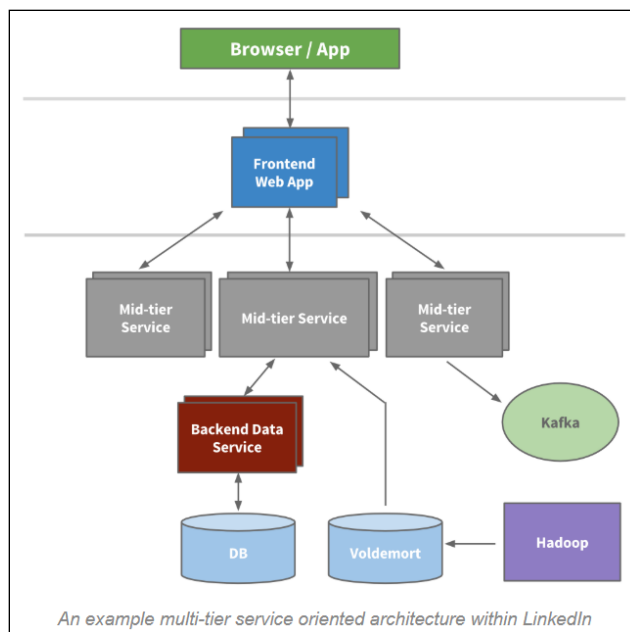 Browser / App
Frontend
Web App
Mid-tier
Service
Mid-tier Service
Mid-tier
Service
Backend Data
Service
Kafka
DB
Voldemort
Hadoop
An example multi-tier service oriented architecture within LinkedIn